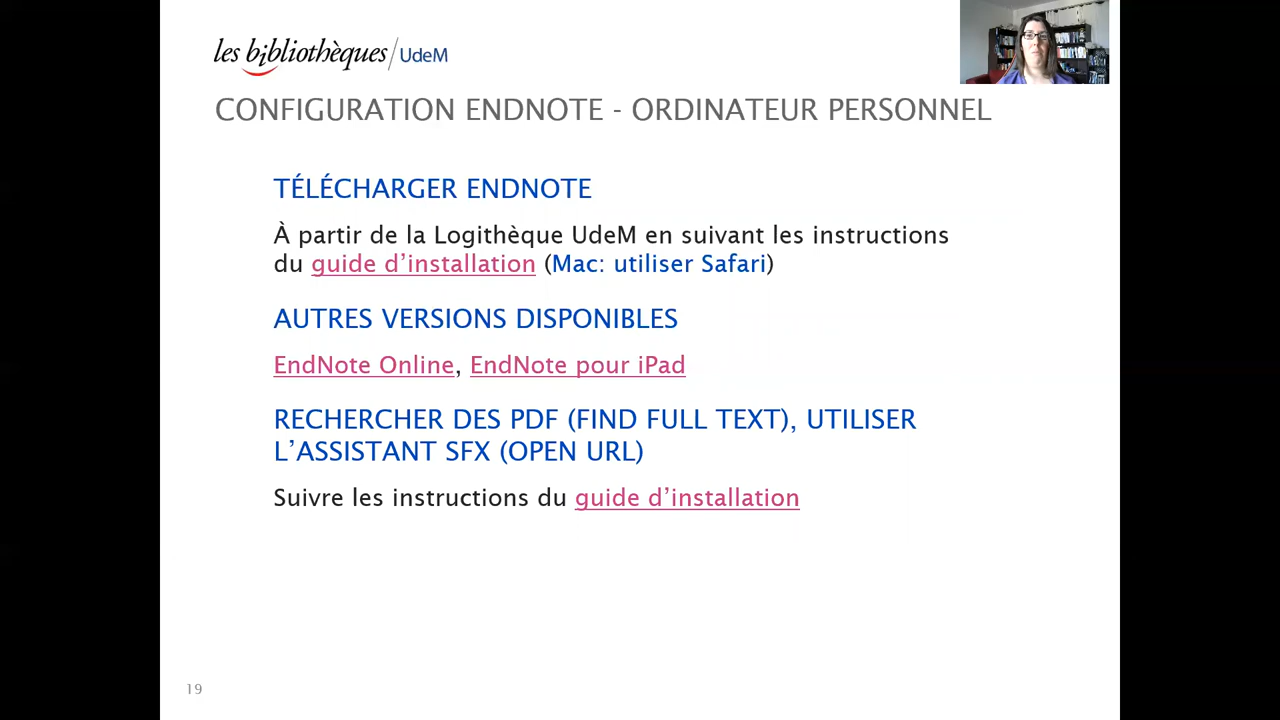 les bibliothèques/UdeM
CONFIGURATION ENDNOTE - ORDINATEUR PERSONNEL
TÉLÉCHARGER ENDNOTE
À partir de la Logithèque UdeM en suivant les instructions
du guide d’installation (Mac: utiliser Safari)
AUTRES VERSIONS DISPONIBLES
EndNote Online, EndNote pour iPad
RECHERCHER DES PDF (FIND FULL TEXT), UTILISER
L’ASSISTANT SFX (OPEN URL)
Suivre les instructions du guide d’installation
19